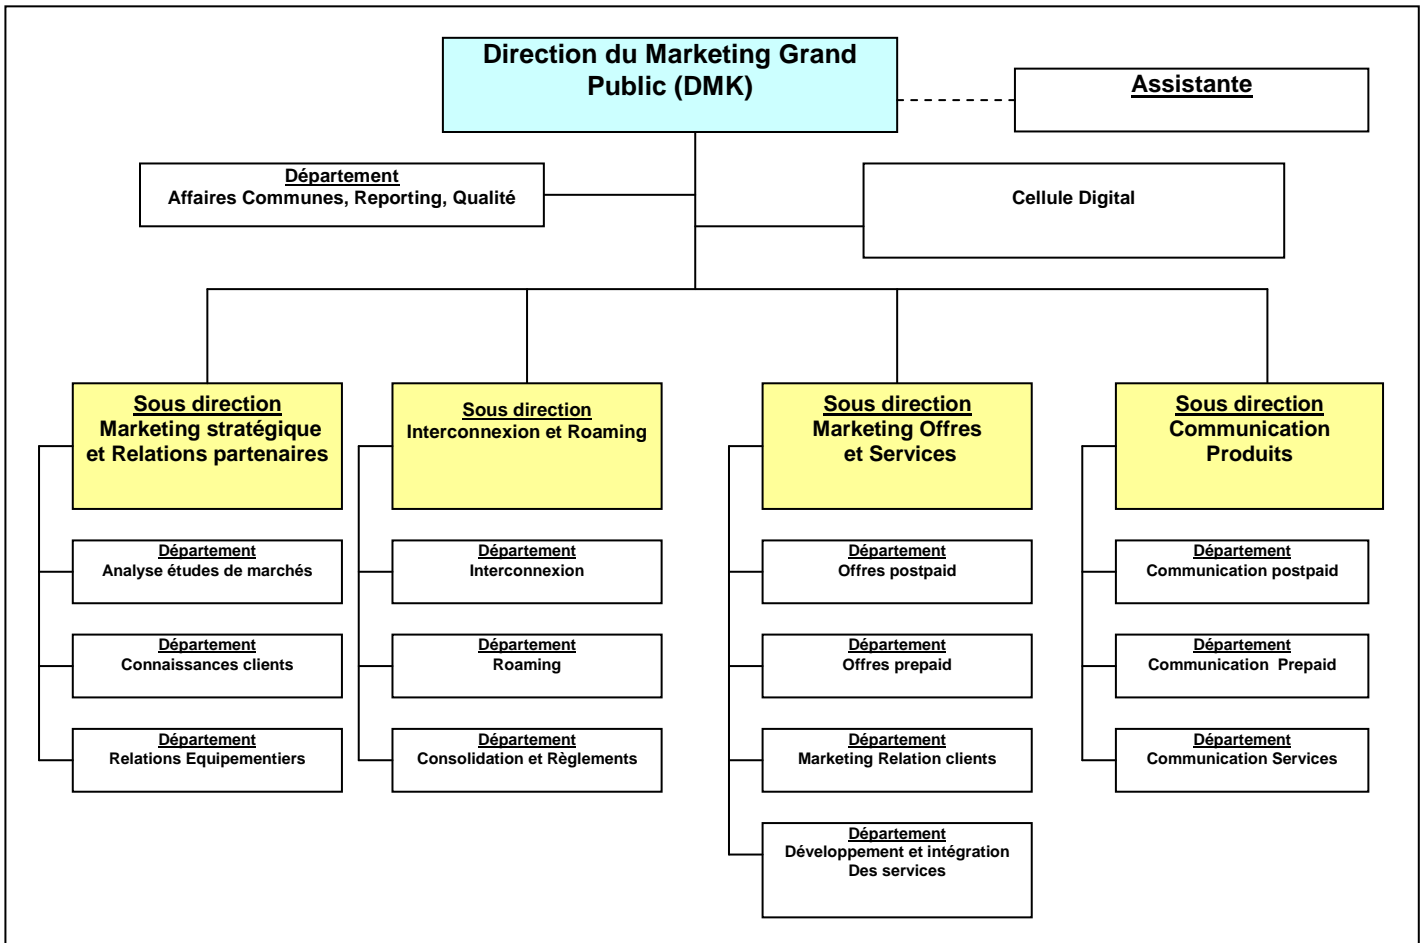 Direction du Marketing Grand
Public (DMK)
Assistante
Département
Affaires Communes, Reporting, Qualité
Cellule Digital
Sous direction
Marketing stratégique
et Relations partenaires
Sous direction
Interconnexion et Roaming
Sous direction
Marketing Offres
et Services
Sous direction
Communication
Produits
Département
Analyse études de marchés
Département
Interconnexion
Département
Offres postpaid
Département
Communication postpaid
Département
Connaissances clients
Département
Roaming
Département
Offres prepaid
Département
Communication  Prepaid
Département
Relations Equipementiers
Département
Consolidation et Règlements
Département
Marketing Relation clients
Département
Communication Services
Département
Développement et intégration
Des services